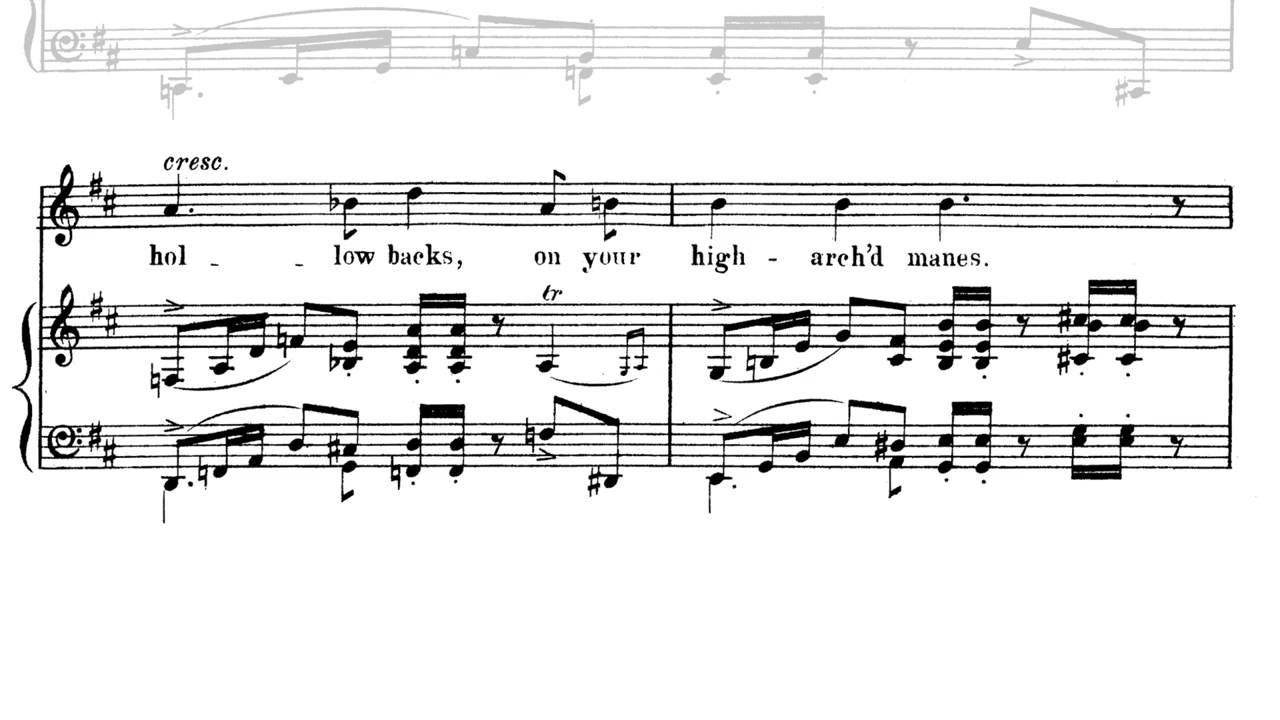 cresc.
hol - - low backs, on your high - arch'd manes.
tr